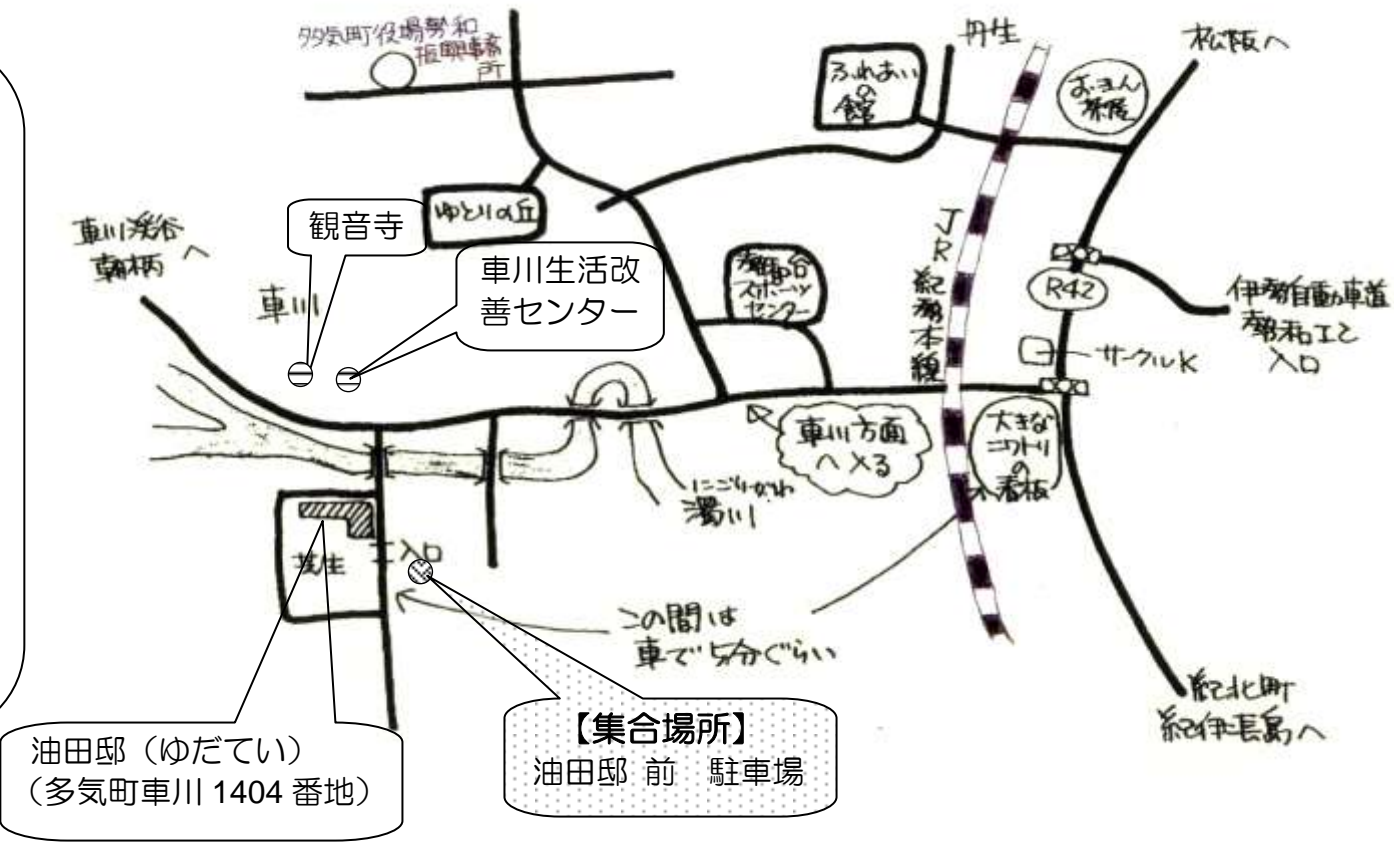 多気町役場勢和
振興事務
所
丹生
松阪へ
ふれあい
の
館
おきん
茶屋
ゆとりの丘
観音寺
車川渓谷
朝柄 へ
車川
車川生活改
善センター
勢和台
スポーツ
センター
JR紀勢本線
R42
伊勢自動車道
勢和IC
入口
サークルK
車川方面
へ入る
大きな
ニワトリ
の
看板
にごりがわ
濁川
芝生
入口
この間は
車で5分ぐらい
紀北町
紀伊長島へ
油田邸(ゆだてい)
(多気町車川 1404 番地)
【集合場所】
油田邸 前 駐車場